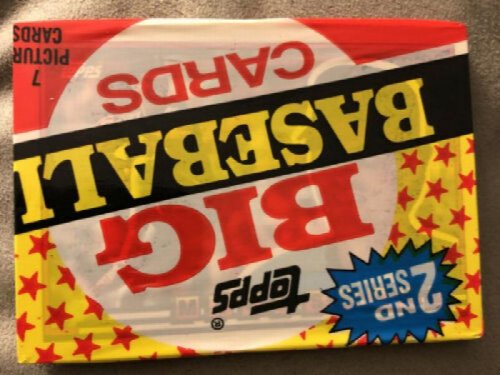 topps®
2ND
SERIES
BIG
BASEBALL
CARDS
7
PICTURE
CARDS